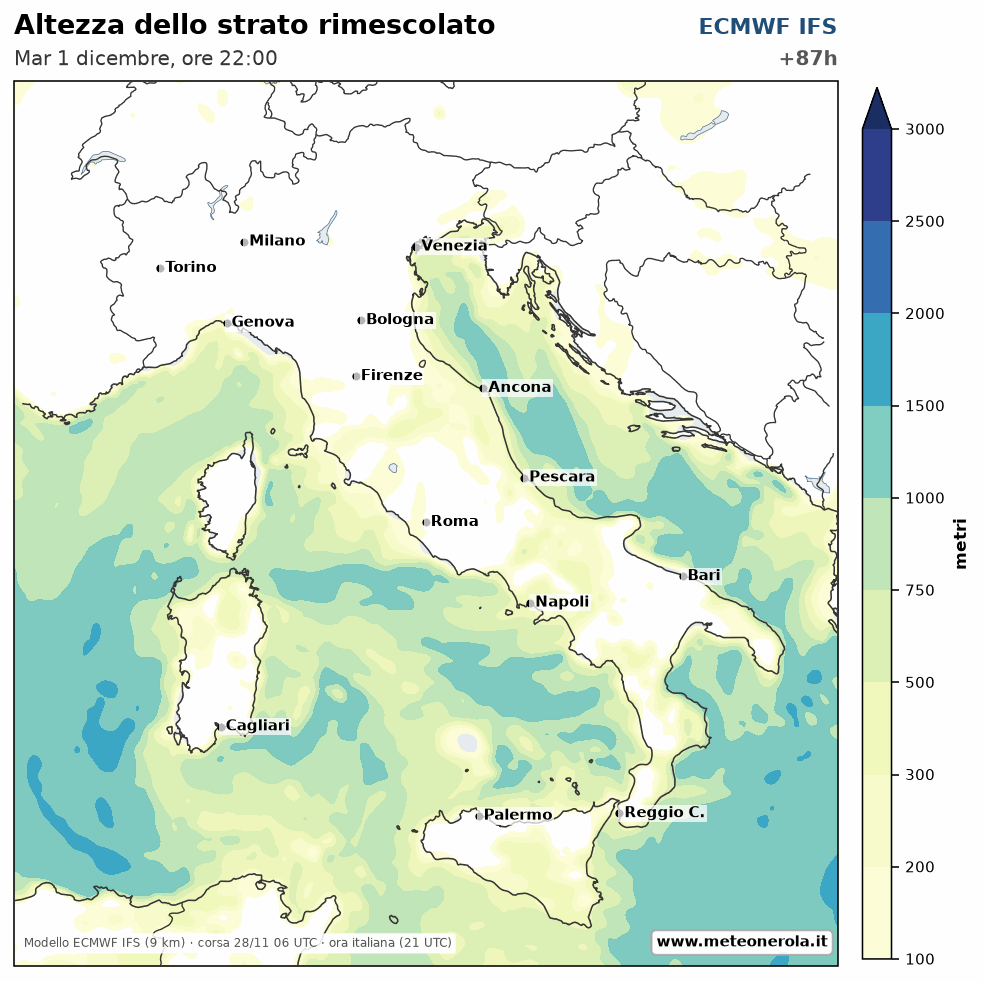 Altezza dello strato rimescolato
ECMWF IFS
Mar 1 dicembre, ore 22:00
+87h
Milano
Venezia
Torino
Genova
Bologna
Firenze
Ancona
Pescara
Roma
Bari
Napoli
Cagliari
Palermo
Reggio C.
3000
2500
2000
1500
1000
750
500
300
200
100
metri
Modello ECMWF IFS (9 km) · corsa 28/11 06 UTC · ora italiana (21 UTC)
www.meteonerola.it